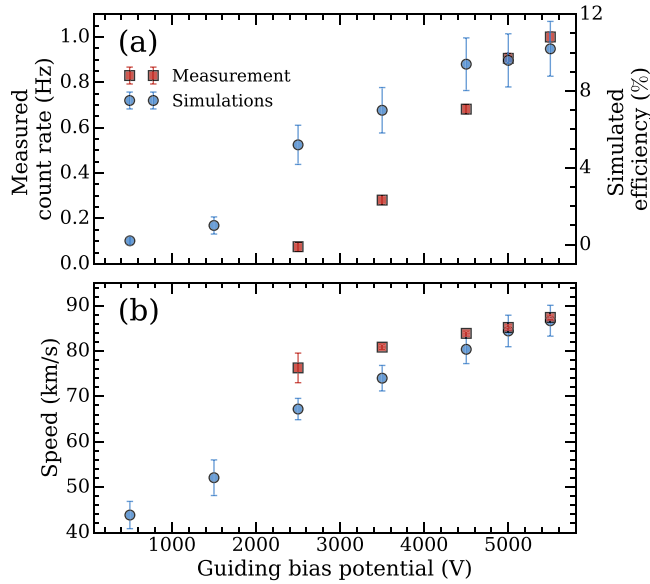 (a)
Measurement
Simulations
Measured
count rate (Hz)
1.0
0.8
0.6
0.4
0.2
0.0
12
8
4
0
Simulated
efficiency (%)
(b)
Speed (km/s)
90
80
70
60
50
40
1000 2000 3000 4000 5000
Guiding bias potential (V)